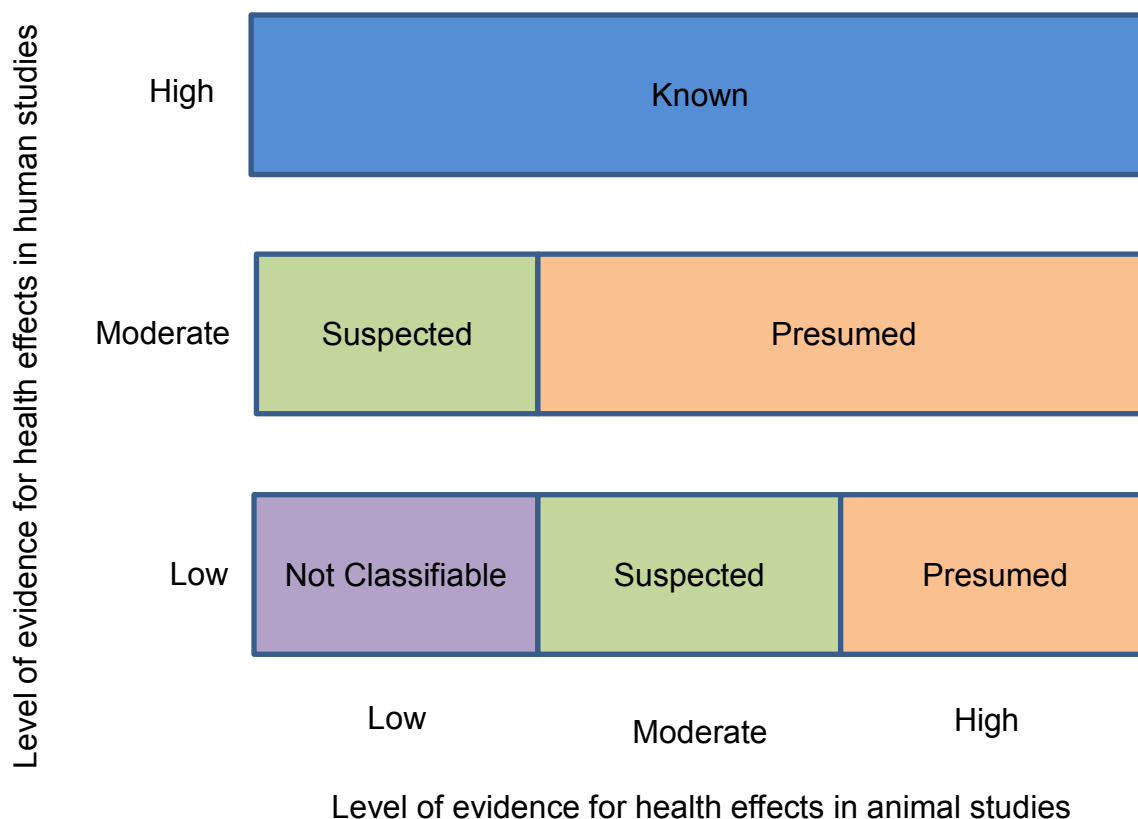 Level of evidence for health effects in human studies
High
Known
Moderate
Suspected
Presumed
Low
Not Classifiable
Suspected
Presumed
Low
Moderate
High
Level of evidence for health effects in animal studies